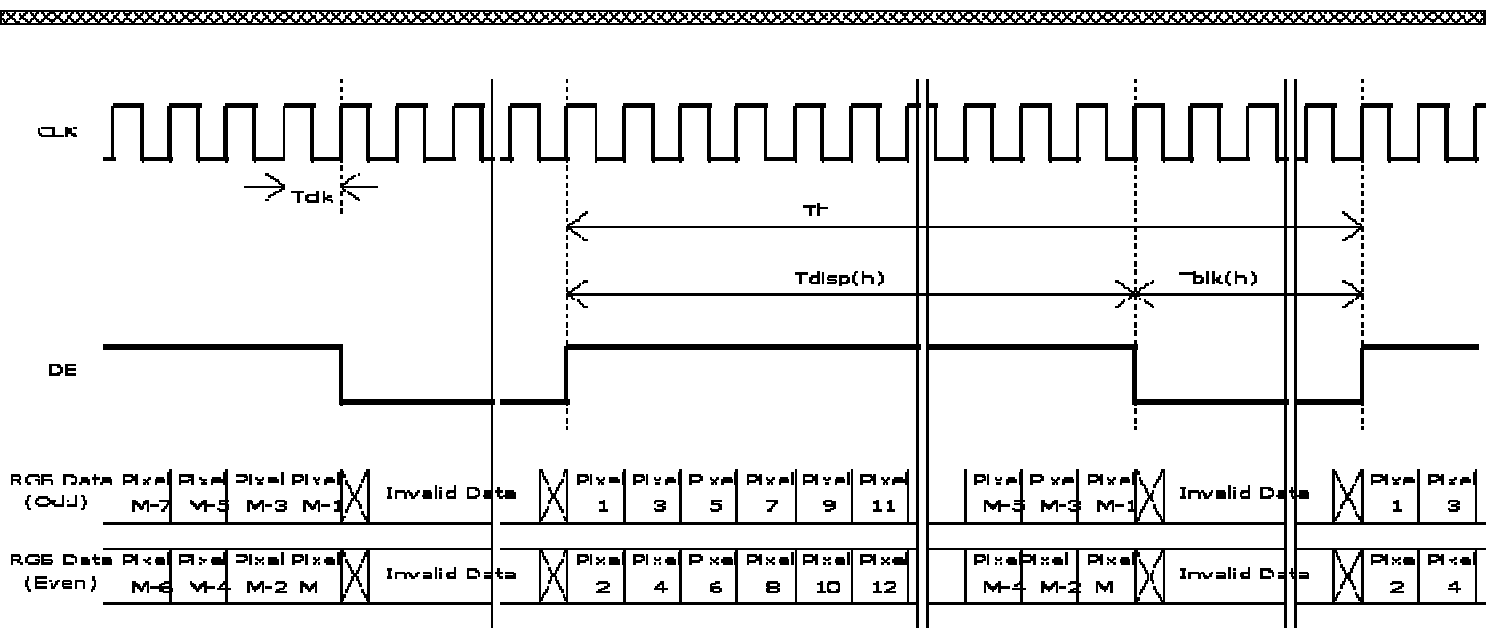 CLK
Tclk
Th
Tdisp(h) Tblk(h)
DE
RGB Data Pixel Pixel Pixel Pixel Invalid Data Pixel Pixel Pixel Pixel Pixel Pixel Pixel Pixel Pixel Invalid Data Pixel Pixel
(Odd) M-7 M-5 M-3 M-1 1 3 5 7 9 11 M-5 M-3 M-1 1 3
RGB Data Pixel Pixel Pixel Pixel Invalid Data Pixel Pixel Pixel Pixel Pixel Pixel Pixel Pixel Pixel Invalid Data Pixel Pixel
(Even) M-6 M-4 M-2 M 2 4 6 8 10 12 M-4 M-2 M 2 4